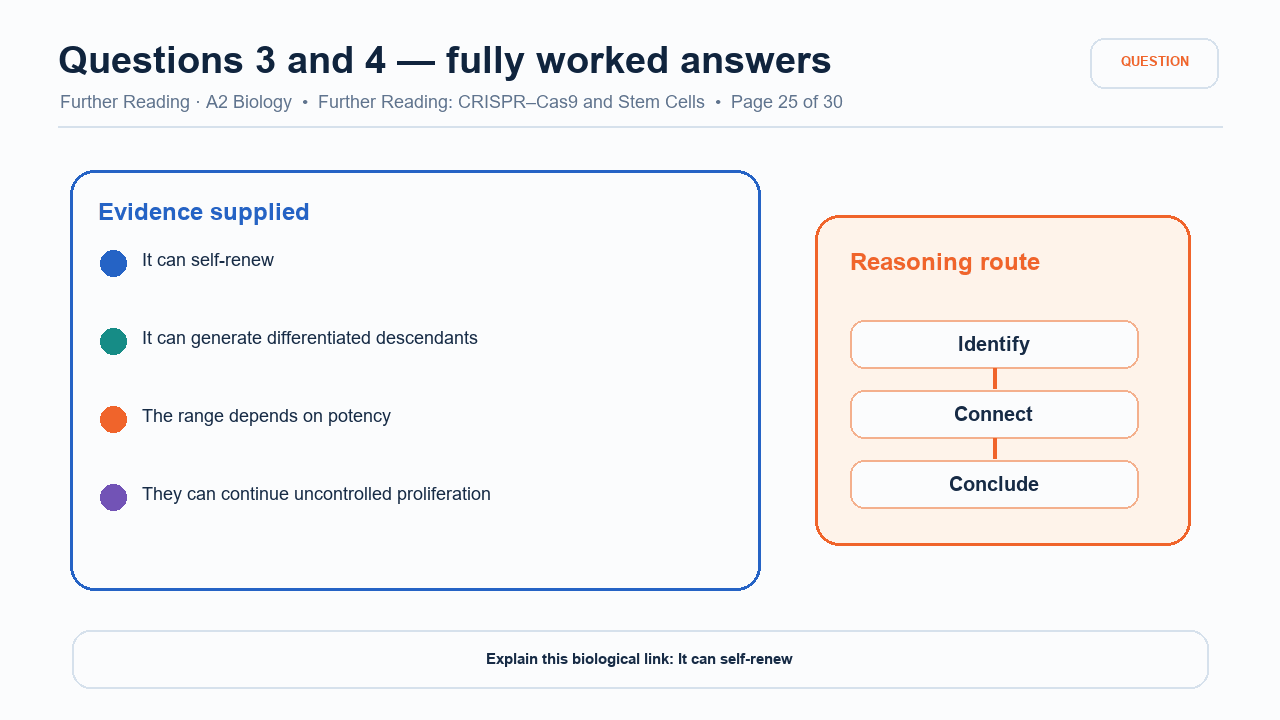 Questions 3 and 4 — fully worked answers
QUESTION
Further Reading · A2 Biology • Further Reading: CRISPR–Cas9 and Stem Cells • Page 25 of 30
Evidence supplied
It can self-renew
It can generate differentiated descendants
The range depends on potency
They can continue uncontrolled proliferation
Reasoning route
Identify
Connect
Conclude
Explain this biological link: It can self-renew